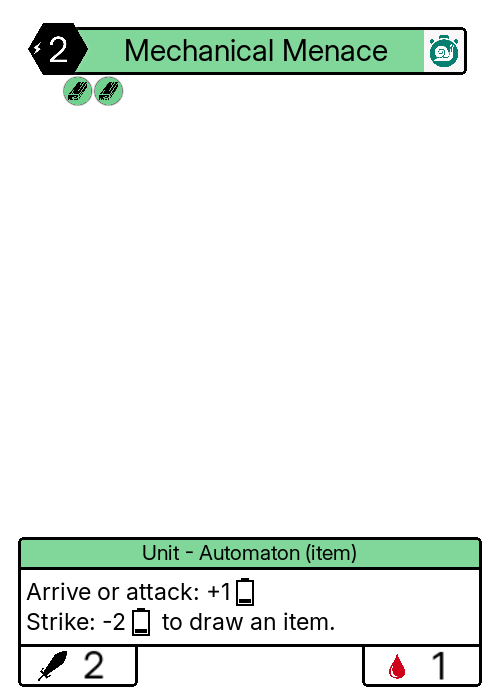 2
Mechanical Menace
Unit - Automaton (item)
Arrive or attack: +1
Strike: -2 to draw an item.
2
1